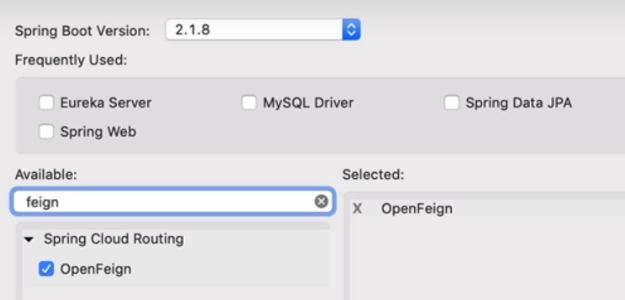 Spring Boot Version: 2.1.8
Frequently Used:
Eureka Server MySQL Driver Spring Data JPA
Spring Web
Available: Selected:
feign
X OpenFeign
Spring Cloud Routing
OpenFeign